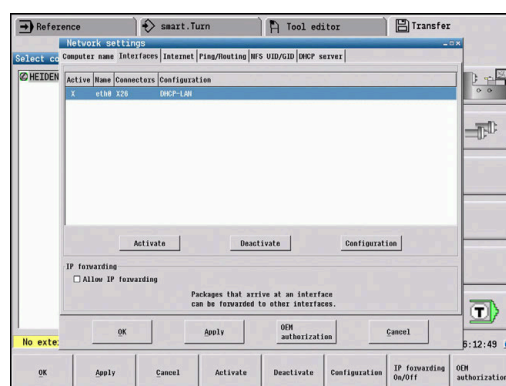 Reference
smart.Turn
Tool editor
Transfer
Network settings
Select co
Computer name Interfaces Internet Ping/Routing NFS UID/GID DHCP server
HEIDEN
Active Name Connectors Configuration
X eth0 X26 DHCP-LAN
Activate Deactivate Configuration
IP forwarding
Allow IP forwarding
Packages that arrive at an interface
can be forwarded to other interfaces.
T
OK Apply OEM authorization Cancel
No exte
6:12:49
OK Apply Cancel Activate Deactivate Configuration IP forwarding On/Off OEM authorization